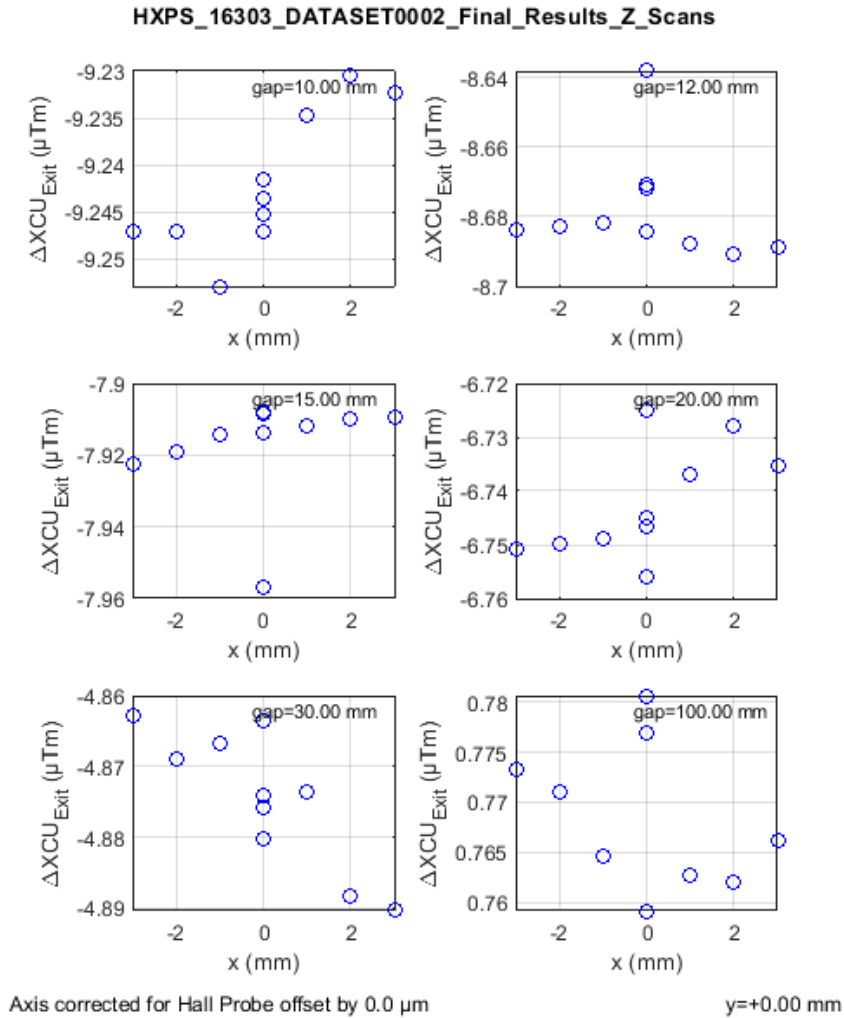 HXPS_16303_DATASET0002_Final_Results_Z_Scans
gap=10.00 mm
-9.23
-9.235
-9.24
-9.245
-9.25
ΔXCU_Exit (µTm)
-2 0 2
x (mm)
gap=12.00 mm
-8.64
-8.66
-8.68
-8.7
ΔXCU_Exit (µTm)
-2 0 2
x (mm)
gap=15.00 mm
-7.9
-7.92
-7.94
-7.96
ΔXCU_Exit (µTm)
-2 0 2
x (mm)
gap=20.00 mm
-6.72
-6.73
-6.74
-6.75
-6.76
ΔXCU_Exit (µTm)
-2 0 2
x (mm)
gap=30.00 mm
-4.86
-4.87
-4.88
-4.89
ΔXCU_Exit (µTm)
-2 0 2
x (mm)
gap=100.00 mm
0.78
0.775
0.77
0.765
0.76
ΔXCU_Exit (µTm)
-2 0 2
x (mm)
Axis corrected for Hall Probe offset by 0.0 µm
y=+0.00 mm